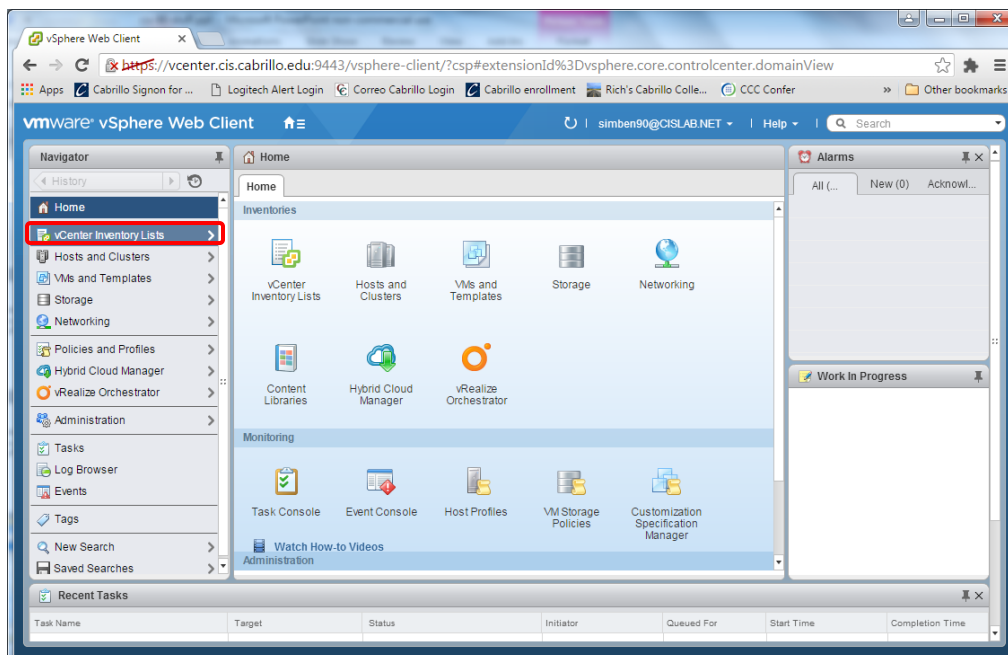 vSphere Web Client
https://vcenter.cis.cabrillo.edu:9443/vsphere-client/?csp#extensionId%3Dvsphere.core.controlcenter.domainView
Apps Cabrillo Signon for ... Logitech Alert Login Correo Cabrillo Login Cabrillo enrollment Rich's Cabrillo Colle... CCC Confer » Other bookmarks
vmware® vSphere Web Client simben90@CISLAB.NET Help Search
Navigator
History
Home
vCenter Inventory Lists
Hosts and Clusters
VMs and Templates
Storage
Networking
Policies and Profiles
Hybrid Cloud Manager
vRealize Orchestrator
Administration
Tasks
Log Browser
Events
Tags
New Search
Saved Searches
Home
Home
Inventories
vCenter Inventory Lists
Hosts and Clusters
VMs and Templates
Storage
Networking
Content Libraries
Hybrid Cloud Manager
vRealize Orchestrator
Monitoring
Task Console
Event Console
Host Profiles
VM Storage Policies
Customization Specification Manager
Watch How-to Videos
Administration
Alarms
All (... New (0) Acknowl...
Work In Progress
Recent Tasks
Task Name Target Status Initiator Queued For Start Time Completion Time